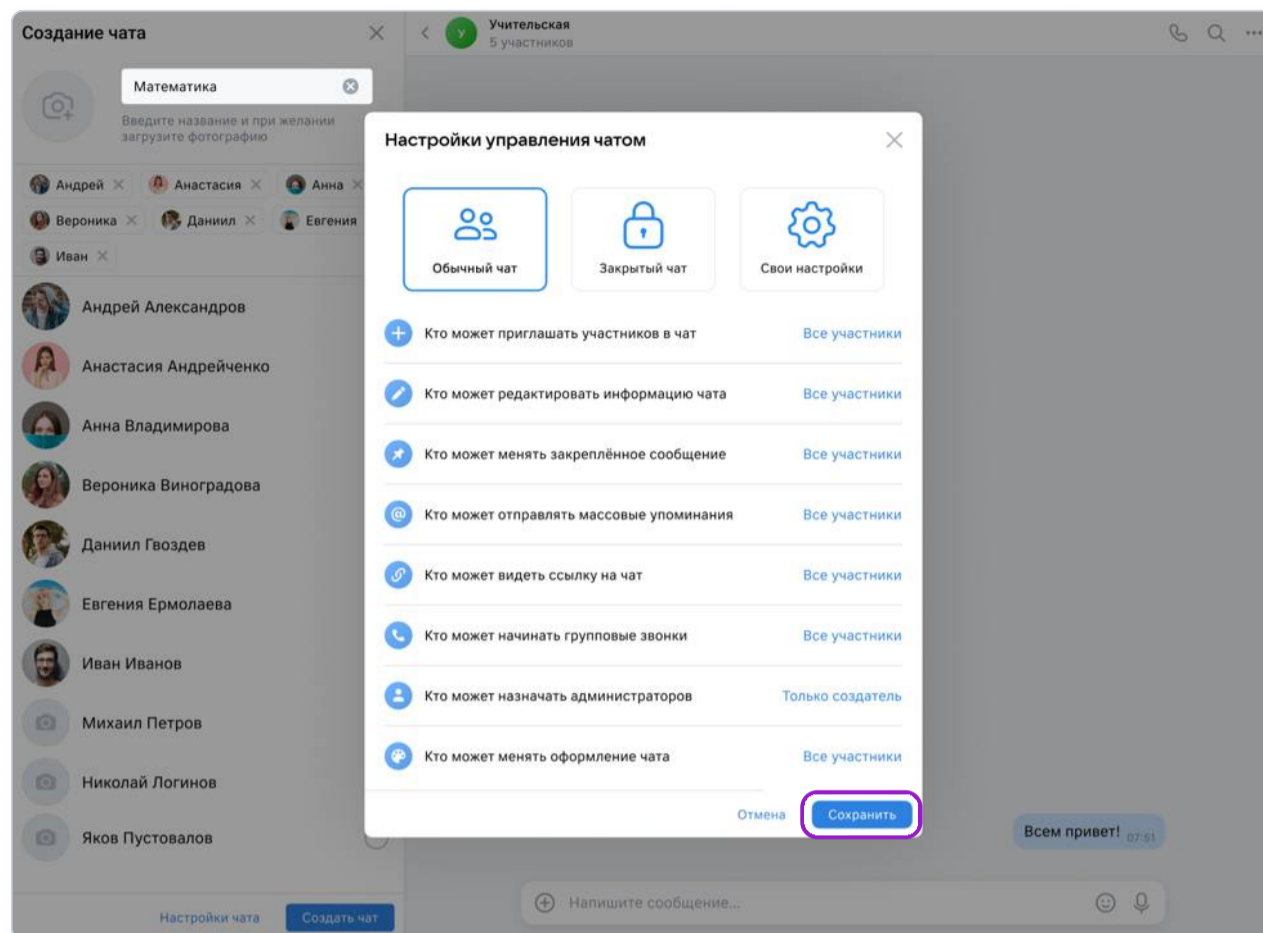 Создание чата
Математика
Введите название и при желании
загрузите фотографию
Андрей
Анастасия
Анна
Вероника
Даниил
Евгения
Иван
Андрей Александров
Анастасия Андрейченко
Анна Владимирова
Вероника Виноградова
Даниил Гвоздев
Евгения Ермолаева
Иван Иванов
Михаил Петров
Николай Логинов
Яков Пустовалов
Настройки чата
Создать чат
У
Учительская
5 участников
Настройки управления чатом
Обычный чат
Закрытый чат
Свои настройки
Кто может приглашать участников в чат Все участники
Кто может редактировать информацию чата Все участники
Кто может менять закреплённое сообщение Все участники
Кто может отправлять массовые упоминания Все участники
Кто может видеть ссылку на чат Все участники
Кто может начинать групповые звонки Все участники
Кто может назначать администраторов Только создатель
Кто может менять оформление чата Все участники
Отмена
Сохранить
Всем привет! 07:51
Напишите сообщение...